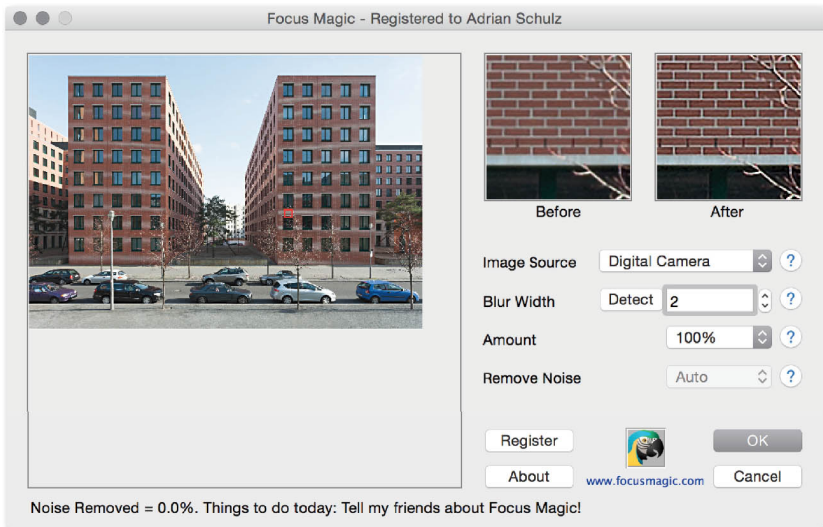 Focus Magic - Registered to Adrian Schulz
Before
After
Image Source
Digital Camera
?
Blur Width
Detect
2
?
Amount
100%
?
Remove Noise
Auto
?
Register
OK
About
www.focusmagic.com
Cancel
Noise Removed = 0.0%. Things to do today: Tell my friends about Focus Magic!